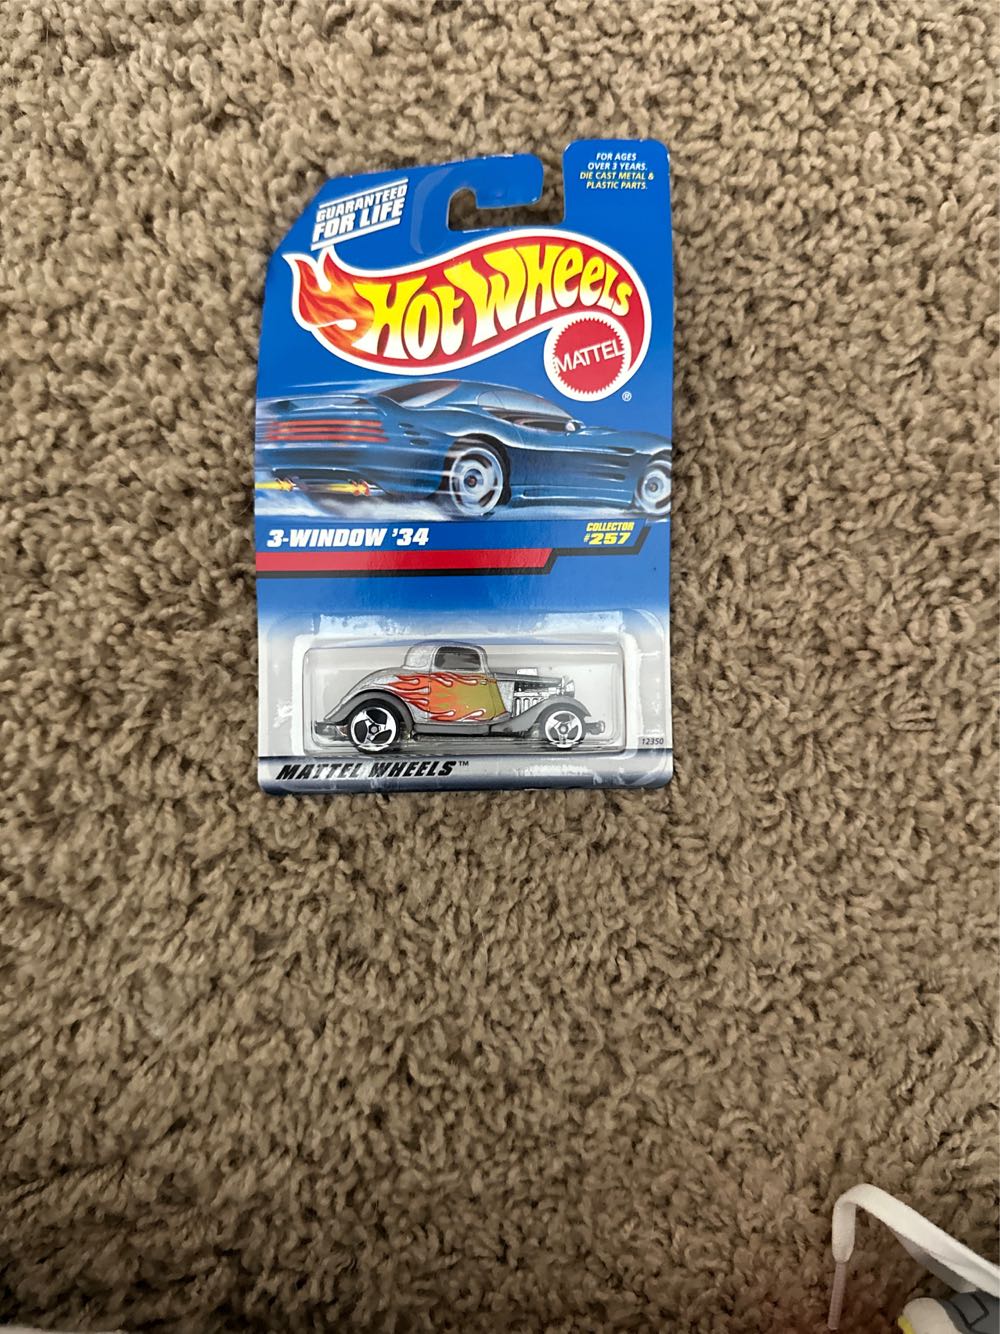 GUARANTEED
FOR LIFE
FOR AGES
OVER 3 YEARS.
DIE CAST METAL &
PLASTIC PARTS.
HOT WHEELS
MATTEL
®
3-WINDOW '34
COLLECTOR
#257
12350
MATTEL WHEELS™